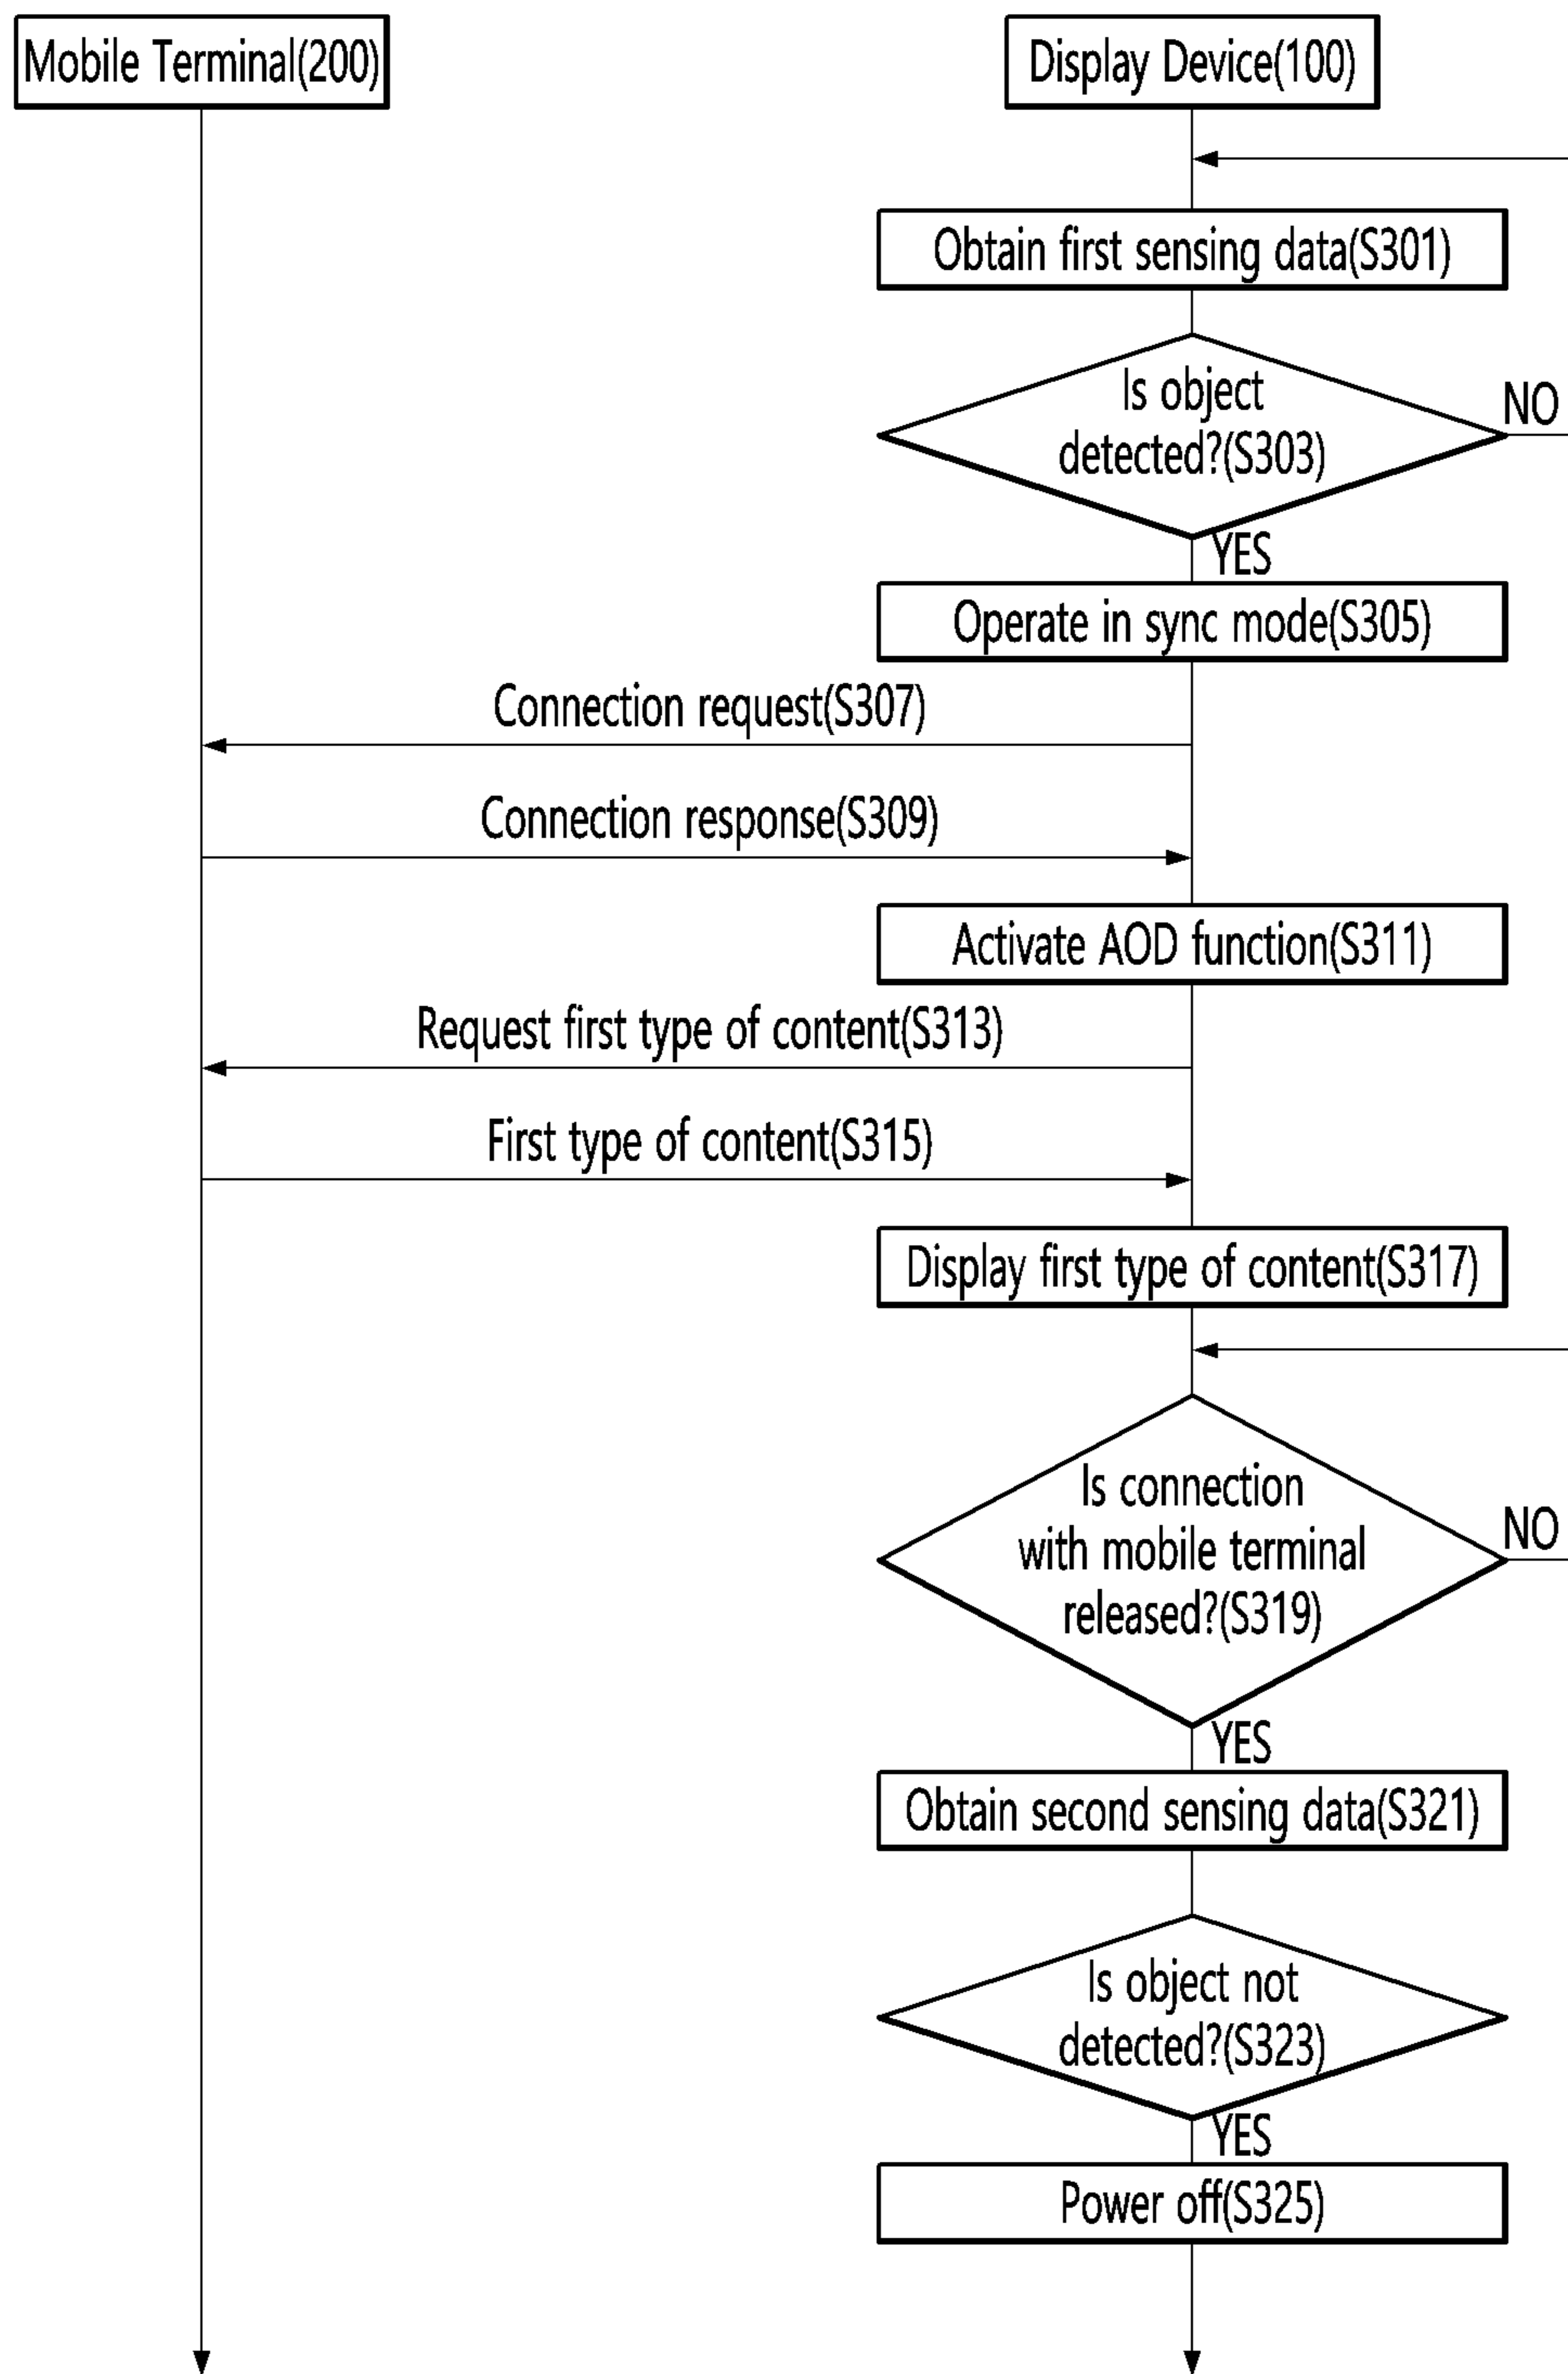 Mobile Terminal(200)
Display Device(100)
Obtain first sensing data(S301)
Is object
detected?(S303)
NO
YES
Operate in sync mode(S305)
Connection request(S307)
Connection response(S309)
Activate AOD function(S311)
Request first type of content(S313)
First type of content(S315)
Display first type of content(S317)
Is connection
with mobile terminal
released?(S319)
NO
YES
Obtain second sensing data(S321)
Is object not
detected?(S323)
YES
Power off(S325)